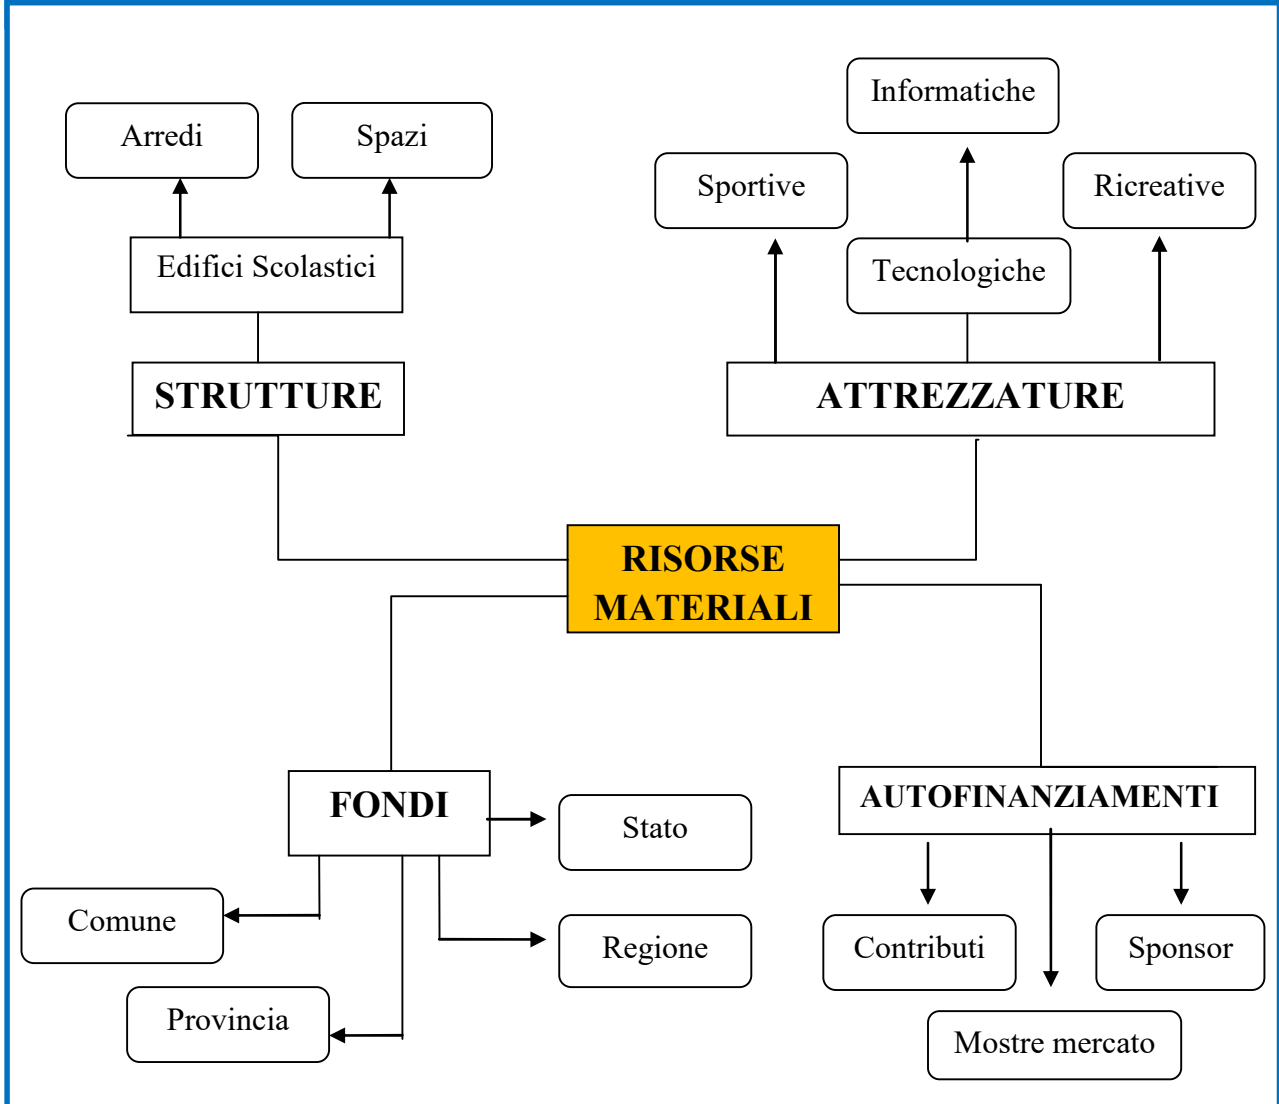 Informatiche
Arredi
Spazi
Sportive
Ricreative
Edifici Scolastici
Tecnologiche
STRUTTURE
ATTREZZATURE
RISORSE
MATERIALI
FONDI
AUTOFINANZIAMENTI
Stato
Comune
Regione
Contributi
Sponsor
Provincia
Mostre mercato